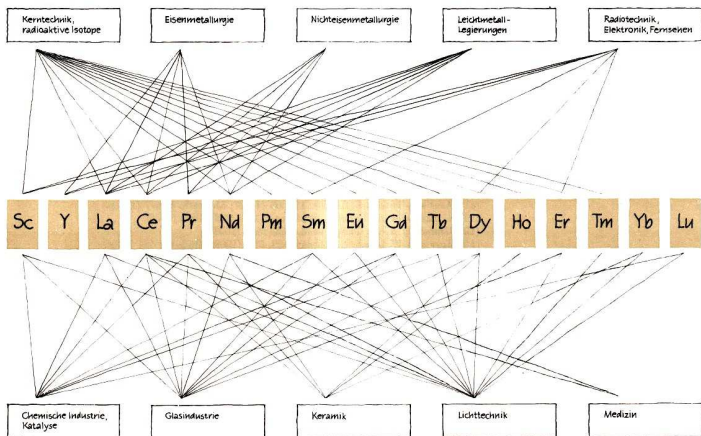 Kerntechnik,
radioaktive Isotope
Eisenmetallurgie
Nichteisenmetallurgie
Leichtmetall-
Legierungen
Radiotechnik,
Elektronik, Fernsehen
Sc Y La Ce Pr Nd Pm Sm Eu Gd Tb Dy Ho Er Tm Yb Lu
Chemische Industrie,
Katalyse
Glasindustrie
Keramik
Lichttechnik
Medizin